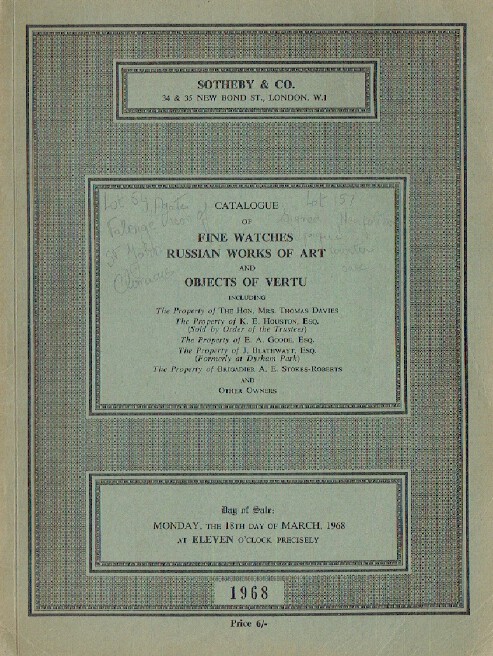 SOTHEBY & CO.
34 & 35 NEW BOND ST., LONDON, W.1
Lot 54
Lot 157
CATALOGUE
OF
FINE WATCHES
RUSSIAN WORKS OF ART
AND
OBJECTS OF VERTU
INCLUDING
The Property of THE HON. MRS. THOMAS DAVIES
The Property of K. E. HOUSTON, ESQ.
(Sold by Order of the Trustees)
The Property of E. A. GOODE, ESQ.
The Property of J. BLATHWAYT, ESQ.
(Formerly at Dyrham Park)
The Property of BRIGADIER A. E. STOKES-ROBERTS
AND
OTHER OWNERS
Day of Sale:
MONDAY, THE 18TH DAY OF MARCH, 1968
AT ELEVEN O'CLOCK PRECISELY
1968
Price 6/-